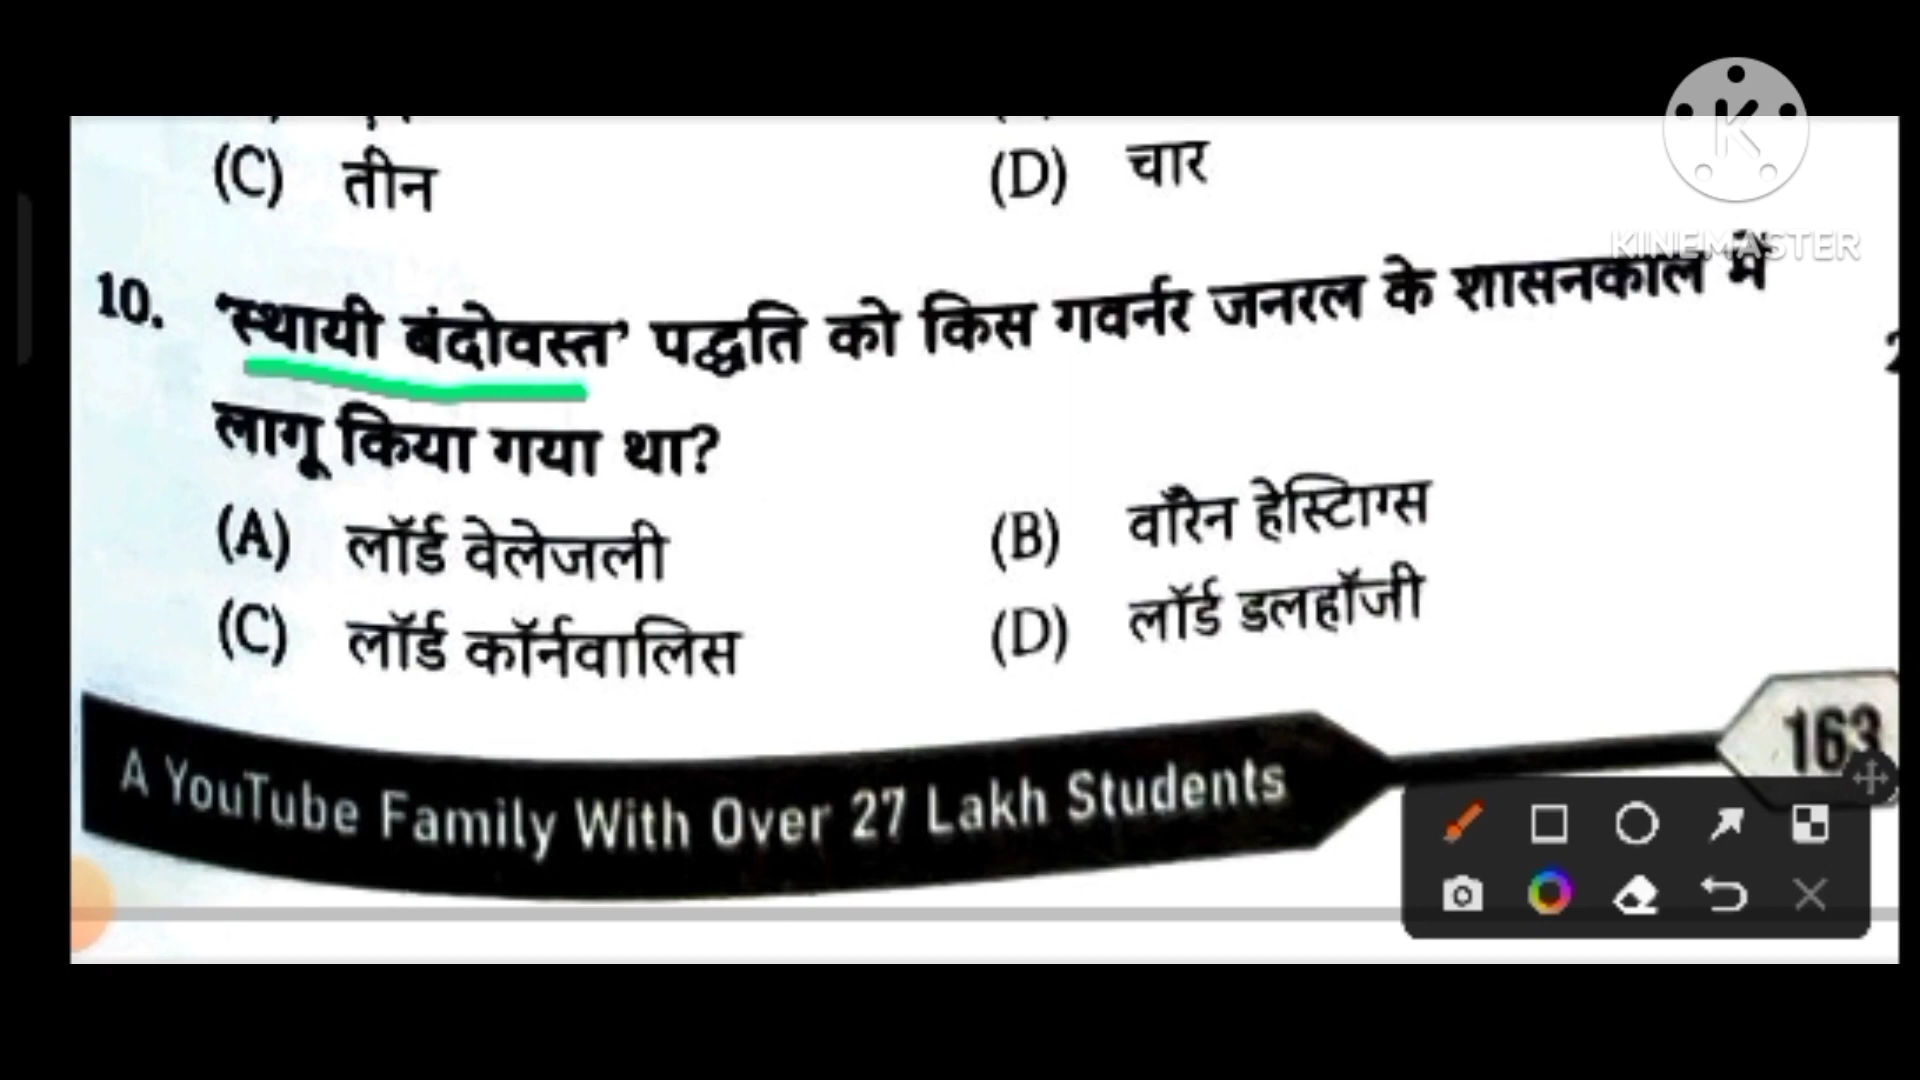 (C) तीन (D) चार
KINEMASTER
10. 'स्थायी बंदोवस्त' पद्धति को किस गवर्नर जनरल के शासनकाल में
लागू किया गया था?
(A) लॉर्ड वेलेजली (B) वॉरेन हेस्टिंग्स
(C) लॉर्ड कॉर्नवालिस (D) लॉर्ड डलहॉजी
163
A YouTube Family With Over 27 Lakh Students